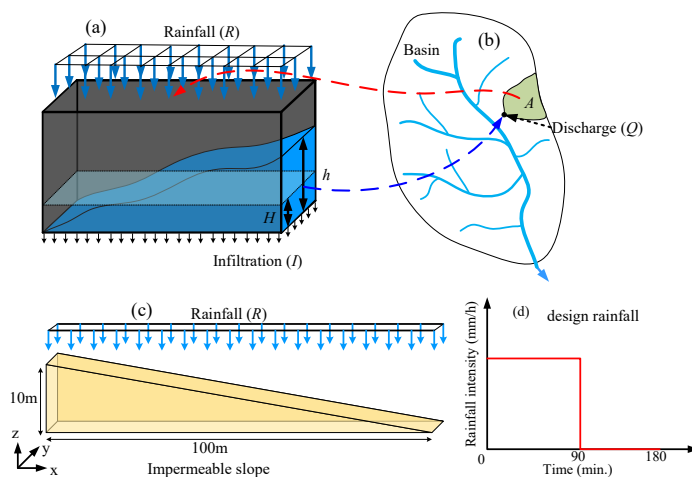 (a)
Rainfall (R)
h
H
Infiltration (I)
(b)
Basin
A
Discharge (Q)
(c)
Rainfall (R)
10m
100m
z
y
x
Impermeable slope
(d)
design rainfall
Rainfall intensity (mm/h)
0
90
180
Time (min.)